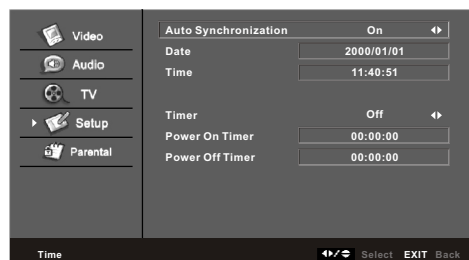 Video
Audio
TV
Setup
Parental
Auto Synchronization On
Date 2000/01/01
Time 11:40:51
Timer Off
Power On Timer 00:00:00
Power Off Timer 00:00:00
Time Select EXIT Back